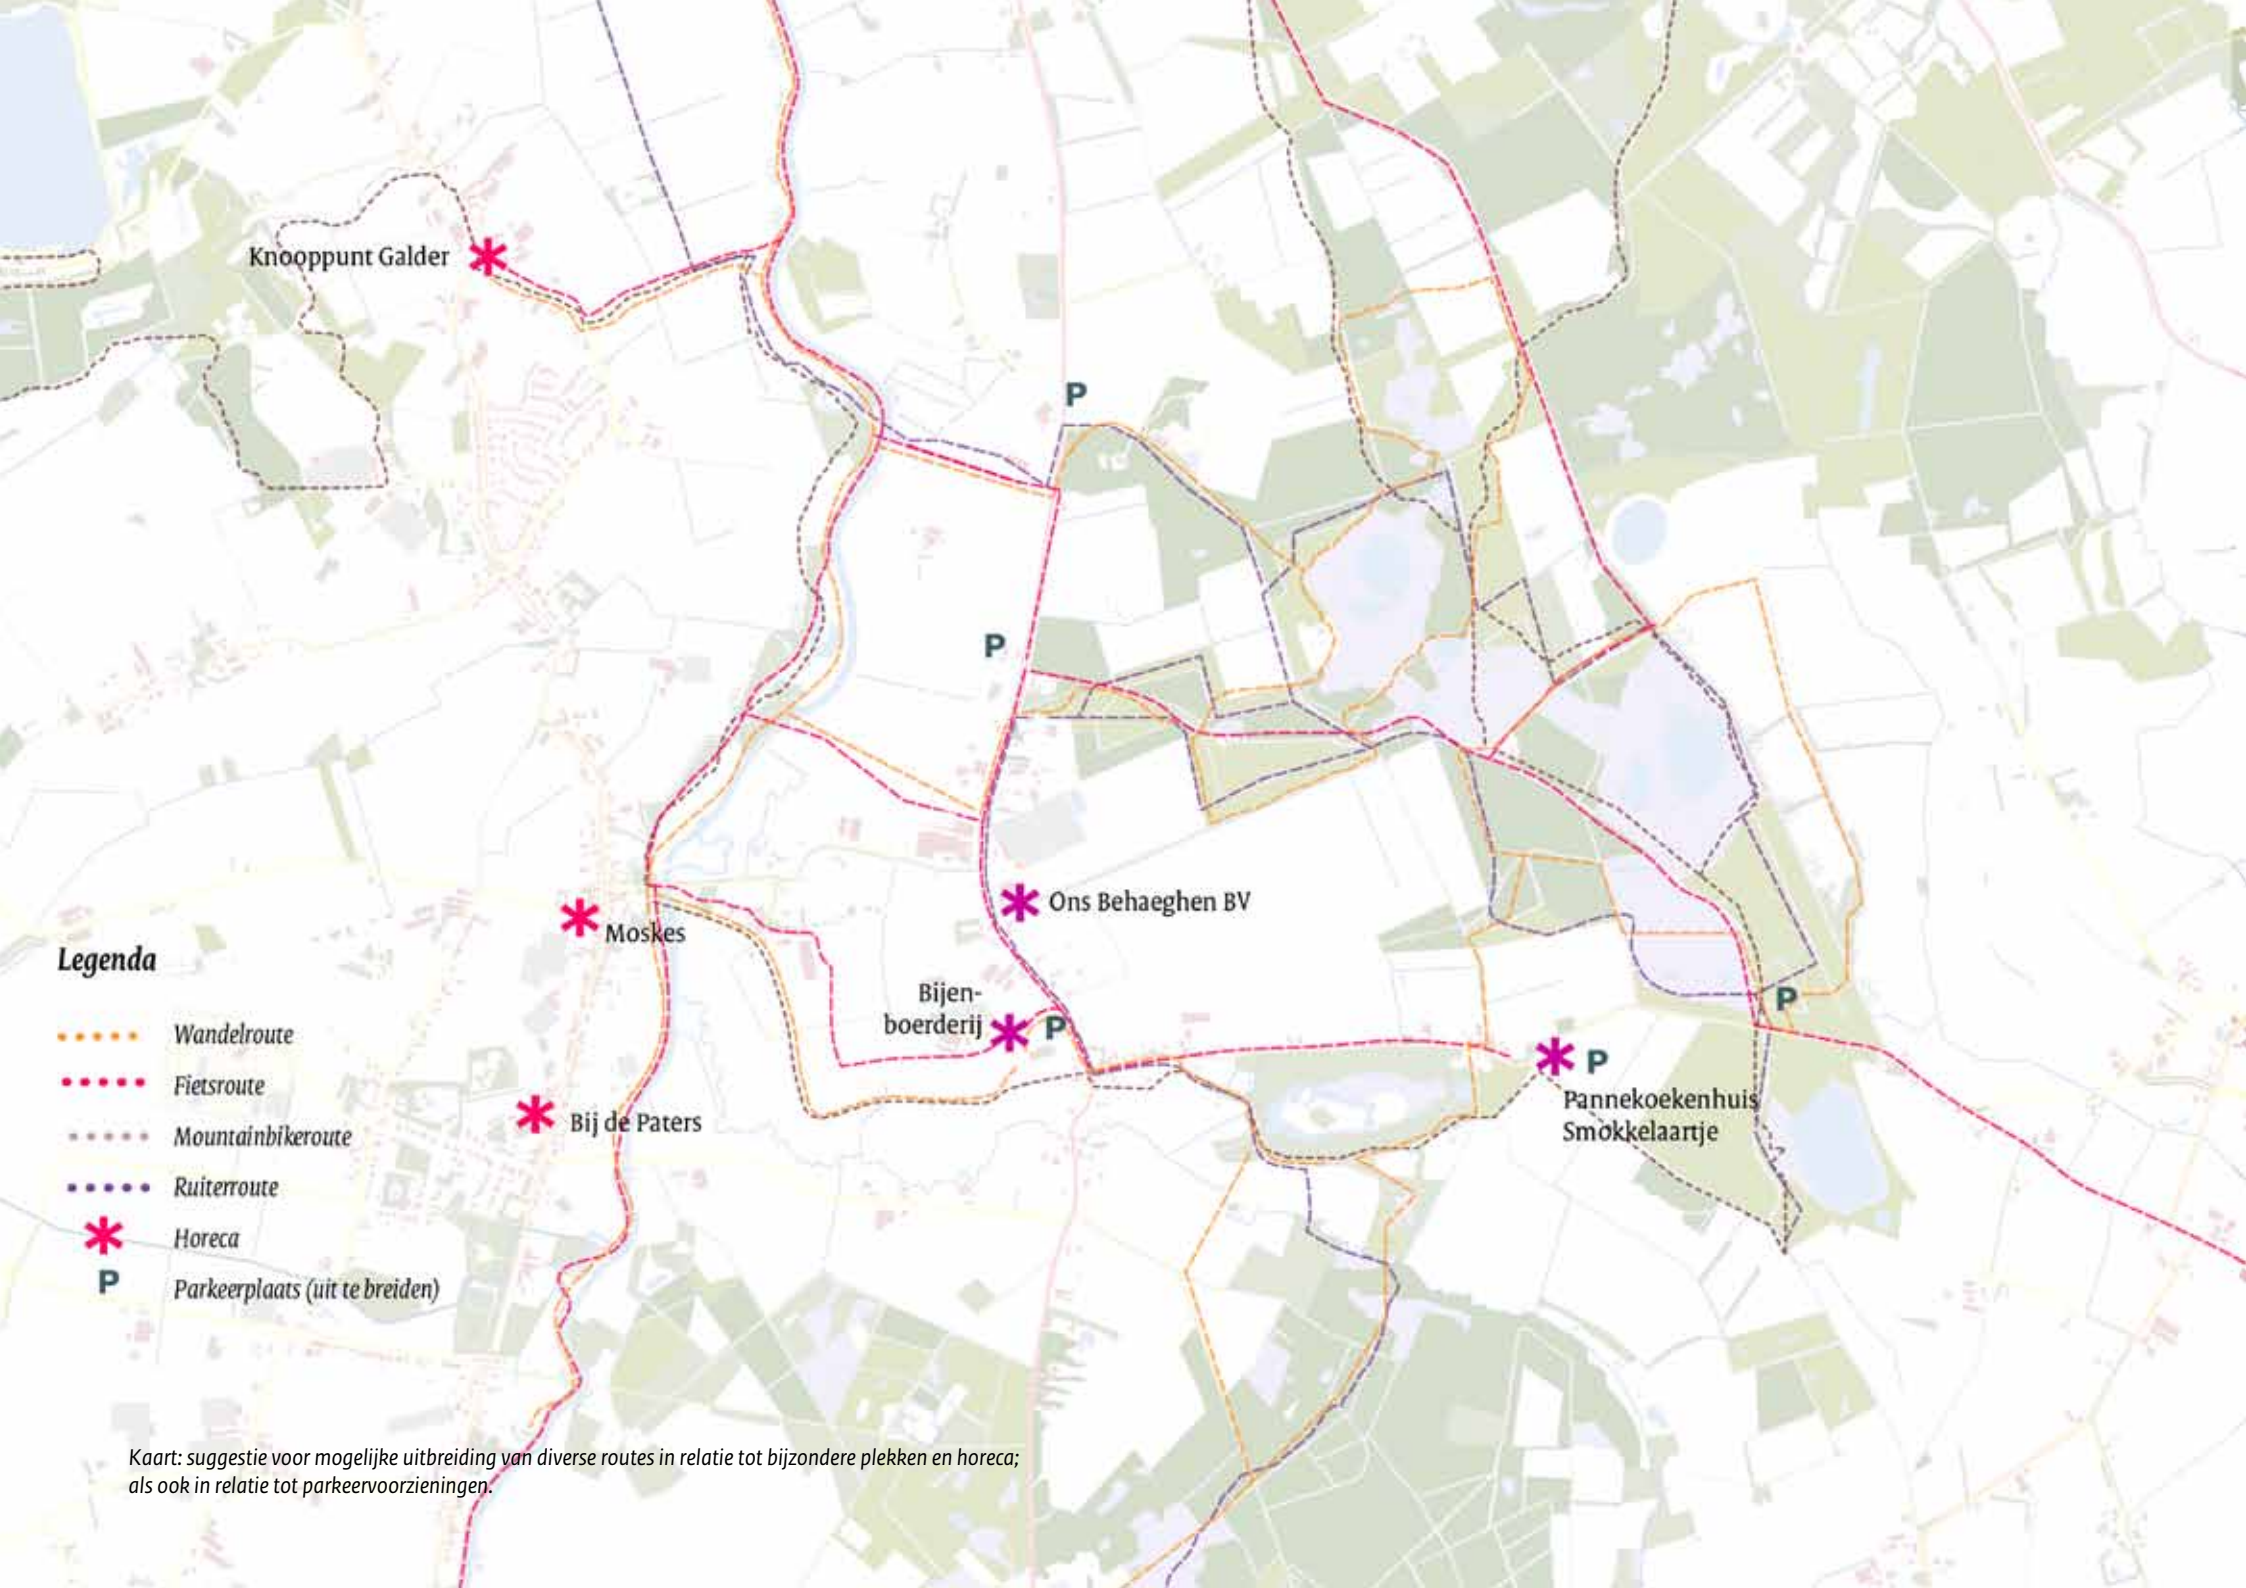 P
Knooppunt Galder
P
Ons Behaeghen BV
Moskes
Bijen-
boerderij
P
P
P
Pannekoekenhuis
Smokkelaartje
Bij de Paters
Legenda
Wandelroute
Fietsroute
Mountainbikeroute
Ruiterroute
Horeca
P
Parkeerplaats (uit te breiden)
Kaart: suggestie voor mogelijke uitbreiding van diverse routes in relatie tot bijzondere plekken en horeca;
als ook in relatie tot parkeervoorzieningen.